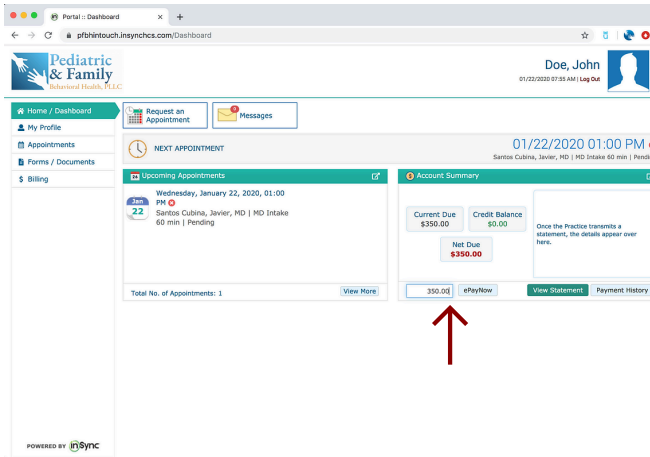 Portal :: Dashboard
pfbhintouch.insynchcs.com/Dashboard
Pediatric
& Family
Behavioral Health, PLLC
Doe, John
01/22/2020 07:55 AM | Log Out
Home / Dashboard
My Profile
Appointments
Forms / Documents
$ Billing
Request an
Appointment
0
Messages
NEXT APPOINTMENT
01/22/2020 01:00 PM
Santos Cubina, Javier, MD | MD Intake 60 min | Pendi
Upcoming Appointments
Jan
22
Wednesday, January 22, 2020, 01:00
PM
Santos Cubina, Javier, MD | MD Intake
60 min | Pending
Total No. of Appointments: 1
View More
Account Summary
Current Due
$350.00
Credit Balance
$0.00
Net Due
$350.00
Once the Practice transmits a
statement, the details appear over
here.
350.00
ePayNow
View Statement
Payment History
POWERED BY inSync